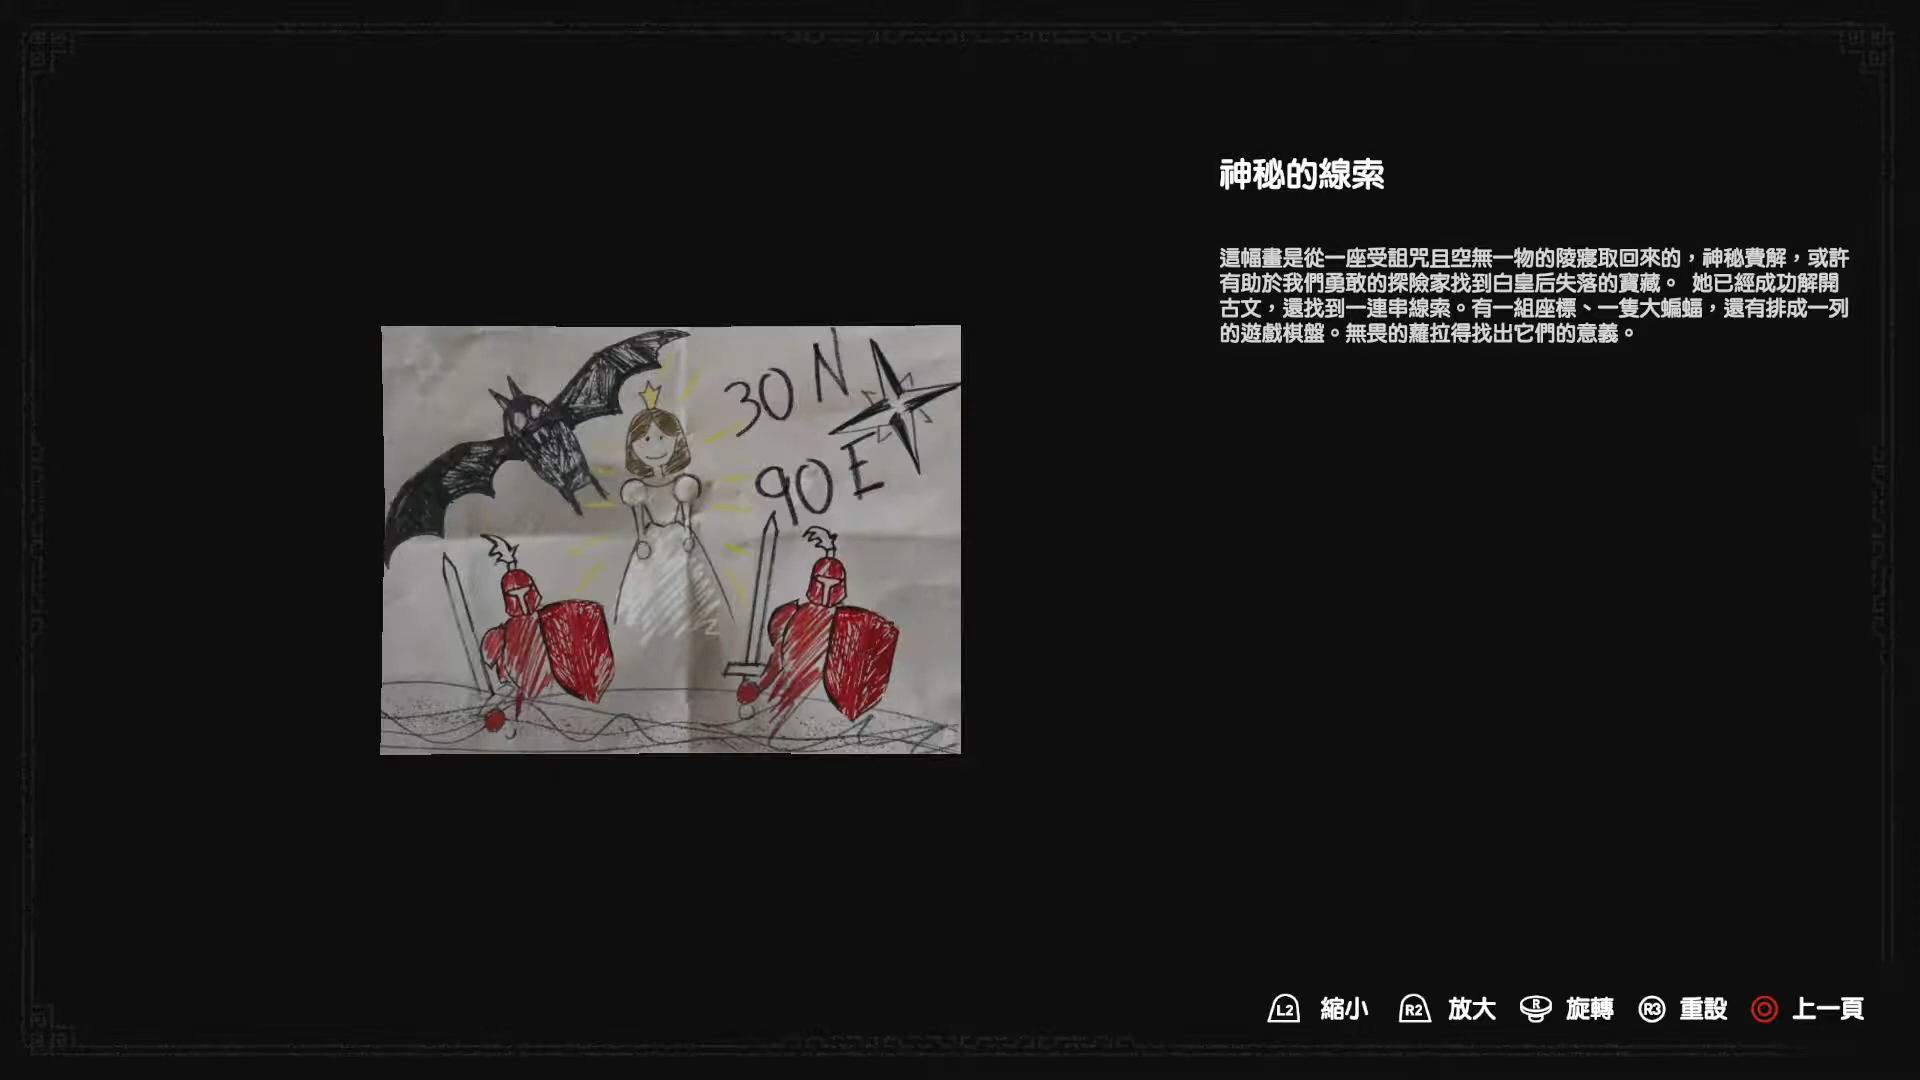 神秘的線索
這幅畫是從一座受詛咒且空無一物的陵寢取回來的，神秘費解，或許
有助於我們勇敢的探險家找到白皇后失落的寶藏。 她已經成功解開
古文，還找到一連串線索。有一組座標、一隻大蝙蝠，還有排成一列
的遊戲棋盤。無畏的蘿拉得找出它們的意義。
30 N
90 E
L2 縮小 R2 放大 R 旋轉 R3 重設 上一頁